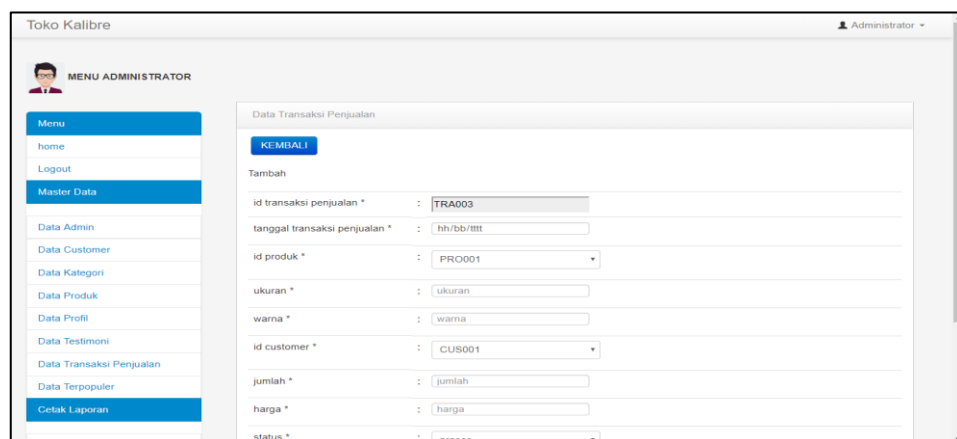 Toko Kalibre
Administrator
MENU ADMINISTRATOR
Menu
home
Logout
Master Data
Data Admin
Data Customer
Data Kategori
Data Produk
Data Profil
Data Testimoni
Data Transaksi Penjualan
Data Terpopuler
Cetak Laporan
Data Transaksi Penjualan
KEMBALI
Tambah
id transaksi penjualan * : TRA003
tanggal transaksi penjualan * : hh/bb/tttt
id produk * : PRO001
ukuran * : ukuran
warna * : warna
id customer * : CUS001
jumlah * : jumlah
harga * : harga
status * :